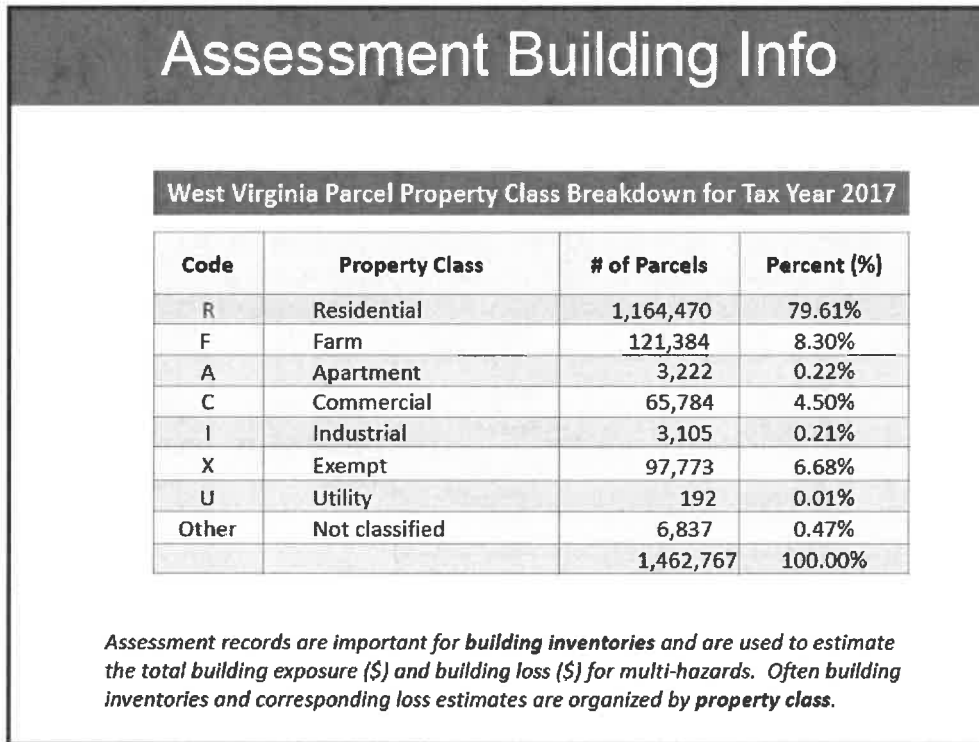 Assessment Building Info
West Virginia Parcel Property Class Breakdown for Tax Year 2017
Code Property Class # of Parcels Percent (%)
R Residential 1,164,470 79.61%
F Farm 121,384 8.30%
A Apartment 3,222 0.22%
C Commercial 65,784 4.50%
I Industrial 3,105 0.21%
X Exempt 97,773 6.68%
U Utility 192 0.01%
Other Not classified 6,837 0.47%
1,462,767 100.00%
Assessment records are important for building inventories and are used to estimate
the total building exposure ($) and building loss ($) for multi-hazards. Often building
inventories and corresponding loss estimates are organized by property class.